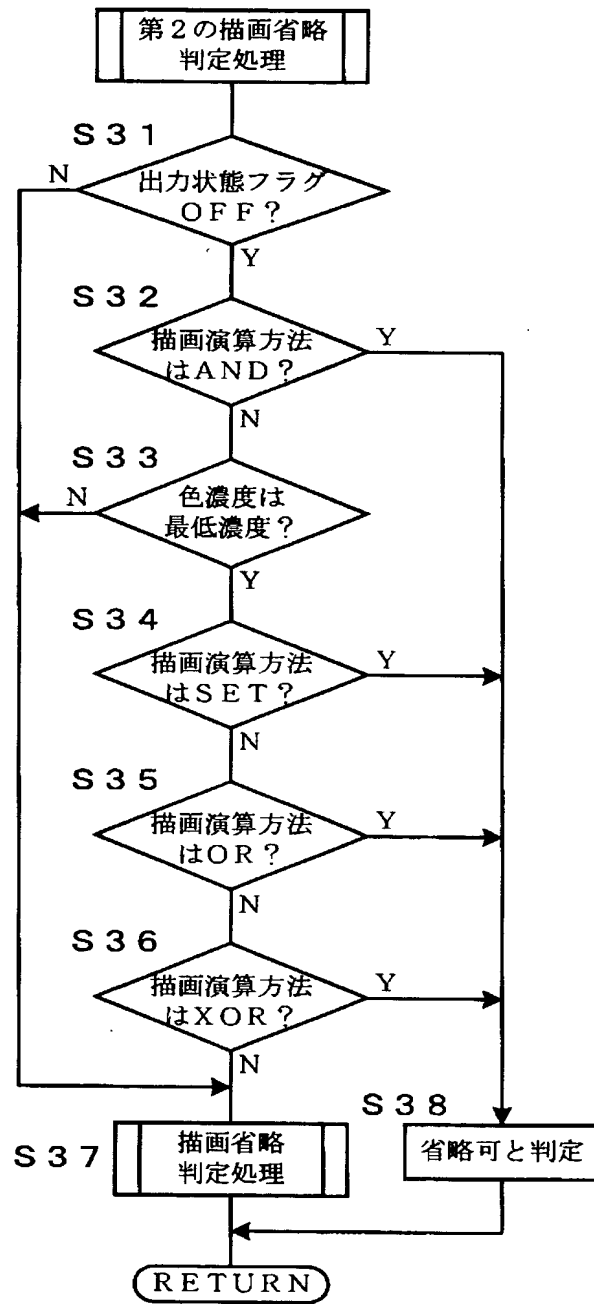 第２の描画省略
判定処理
Ｓ３１
N
出力状態フラグ
ＯＦＦ？
Y
Ｓ３２
Y
描画演算方法
はＡＮＤ？
N
Ｓ３３
N
色濃度は
最低濃度？
Y
Ｓ３４
Y
描画演算方法
はＳＥＴ？
N
Ｓ３５
Y
描画演算方法
はＯＲ？
N
Ｓ３６
Y
描画演算方法
はＸＯＲ？
N
Ｓ３７
描画省略
判定処理
Ｓ３８
省略可と判定
ＲＥＴＵＲＮ